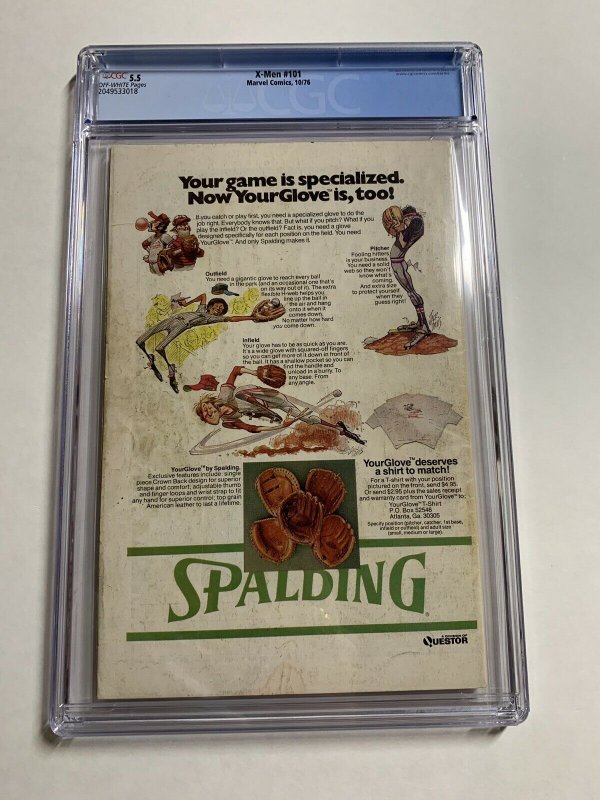 CGC 5.5
OFF-WHITE Pages
2049533018
X-Men #101
Marvel Comics, 10/76
CGC
Your game is specialized.
Now YourGlove™ is, too!
If you catch or play first, you need a specialized glove to do the
job right. Everybody knows that. But what if you pitch? What if you
play the infield? Or the outfield? Fact is, you need a glove
designed specifically for each position on the field. You need
YourGlove™. And only Spalding makes it.
Pitcher
Fooling hitters
is your business.
You need a solid
web so they won't
know what's
coming.
And extra size
to protect yourself
when they
guess right!
Outfield
You need a gigantic glove to reach every ball
in the park (and an occasional one that's
on its way out of it). The extra
flexible H-web helps you
line up the ball in
the air and hang
onto it when it
comes down.
No matter how hard
you come down.
Infield
Your glove has to be as quick as you are.
It's a wide glove with squared-off fingers
so you can get more of it down in front of
the ball. It has a shallow pocket so you can
find the handle and
unload in a hurry. To
any base. From
any angle.
YourGlove™ by Spalding.
Exclusive features include: single
piece Crown Back design for superior
shape and comfort; adjustable thumb
and finger loops and wrist strap to fit
any hand for superior control; top grain
American leather to last a lifetime.
YourGlove™ deserves
a shirt to match!
For a T-shirt with your position
pictured on the front, send $4.95.
Or send $2.95 plus the sales receipt
and warranty card from YourGlove™ to:
YourGlove™ T-Shirt
P.O. Box 52546
Atlanta, Ga. 30305
Specify position (pitcher, catcher, 1st base,
infield or outfield) and adult size
(small, medium or large).
SPALDING®
A DIVISION OF
QUESTOR